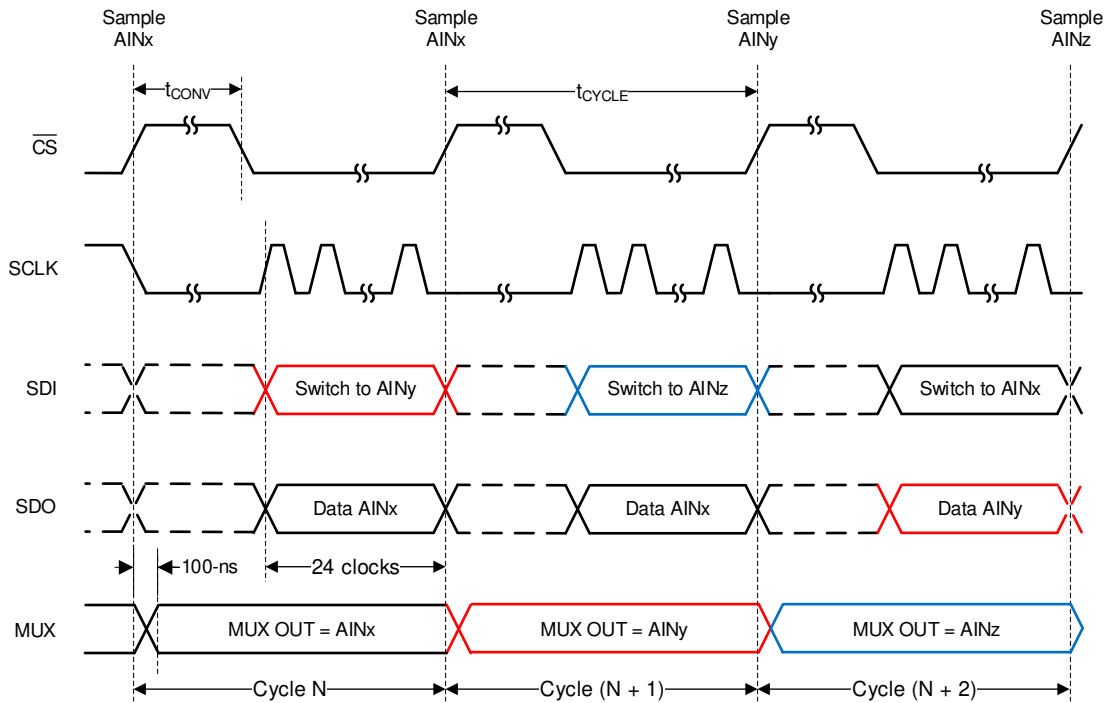 Sample
AINx
Sample
AINx
Sample
AINy
Sample
AINz
tCONV
tCYCLE
CS
SCLK
SDI
Switch to AINy
Switch to AINz
Switch to AINx
SDO
Data AINx
Data AINx
Data AINy
100-ns
24 clocks
MUX
MUX OUT = AINx
MUX OUT = AINy
MUX OUT = AINz
Cycle N
Cycle (N + 1)
Cycle (N + 2)